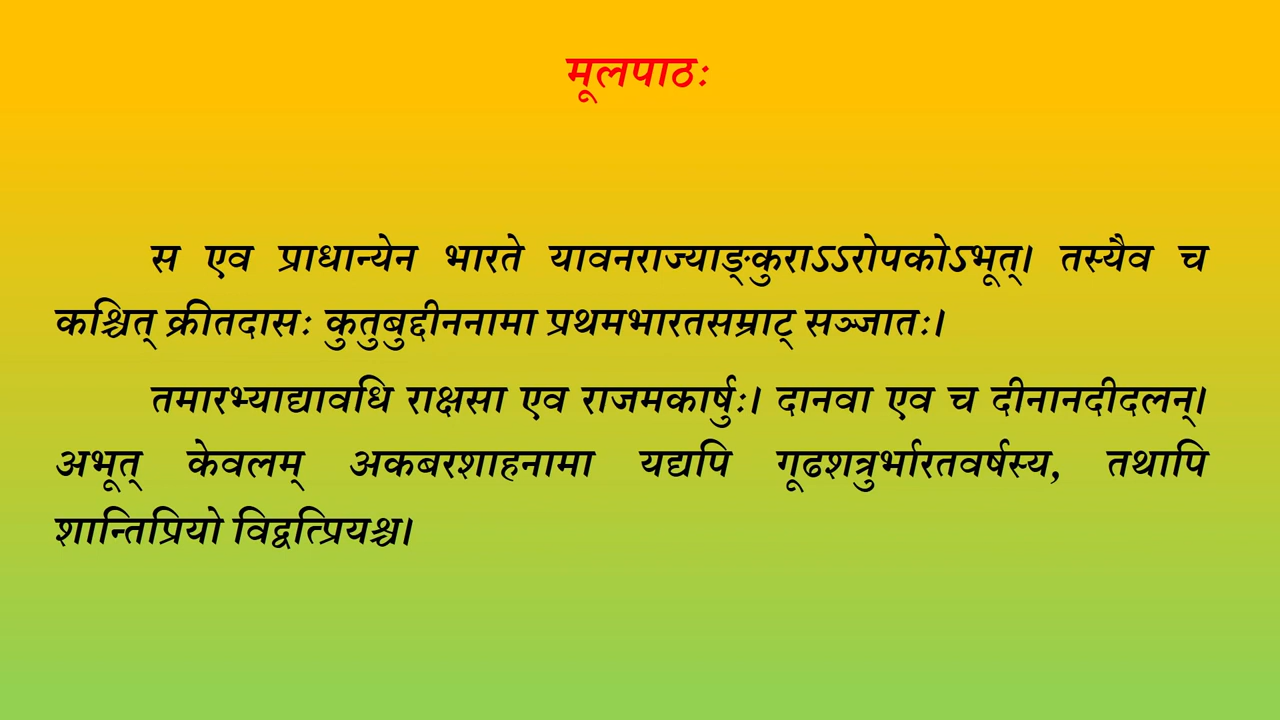 मूलपाठः
स एव प्राधान्येन भारते यावनराज्याङ्कुराऽऽरोपकोऽभूत्। तस्यैव च
कश्चित् क्रीतदासः कुतुबुद्दीननामा प्रथमभारतसम्राट् सञ्जातः।
तमारभ्याद्यावधि राक्षसा एव राजमकार्षुः। दानवा एव च दीनानदीदलन्।
अभूत् केवलम् अकबरशाहनामा यद्यपि गूढशत्रुर्भारतवर्षस्य, तथापि
शान्तिप्रियो विद्वत्प्रियश्च।